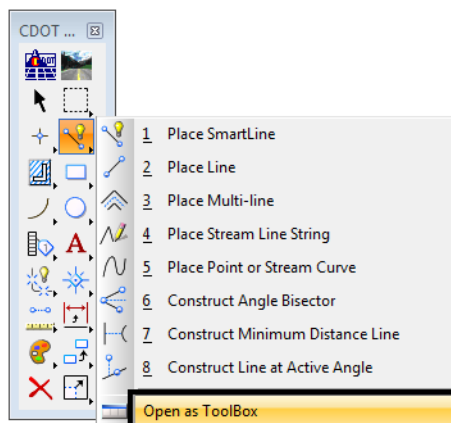 CDOT ...
1 Place SmartLine
2 Place Line
3 Place Multi-line
4 Place Stream Line String
5 Place Point or Stream Curve
6 Construct Angle Bisector
7 Construct Minimum Distance Line
8 Construct Line at Active Angle
Open as ToolBox
A